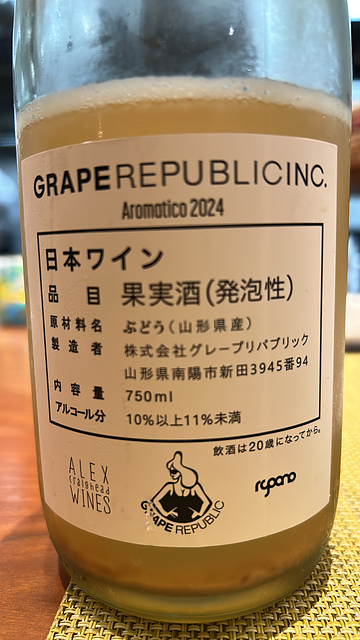 GRAPE REPUBLIC INC.
Aromatico 2024
日本ワイン
品目 果実酒(発泡性)
原材料名 ぶどう(山形県産)
製造者 株式会社グレープリパブリック
山形県南陽市新田3945番94
内容量 750ml
アルコール分 10%以上11%未満
飲酒は20歳になってから。
ALEX
craighead
WINES
GRAPE REPUBLIC